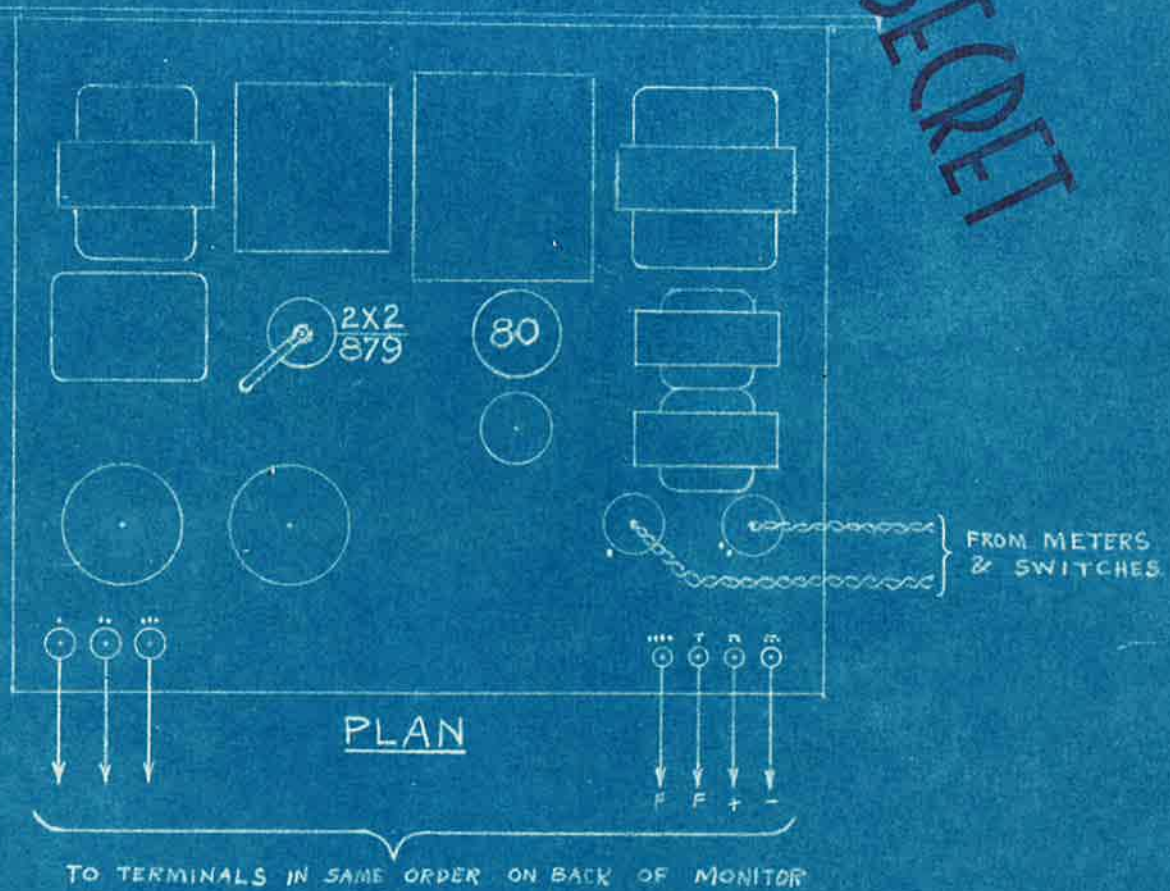 SECRET
2X2
879
80
FROM METERS
& SWITCHES
PLAN
F F + -
TO TERMINALS IN SAME ORDER ON BACK OF MONITOR